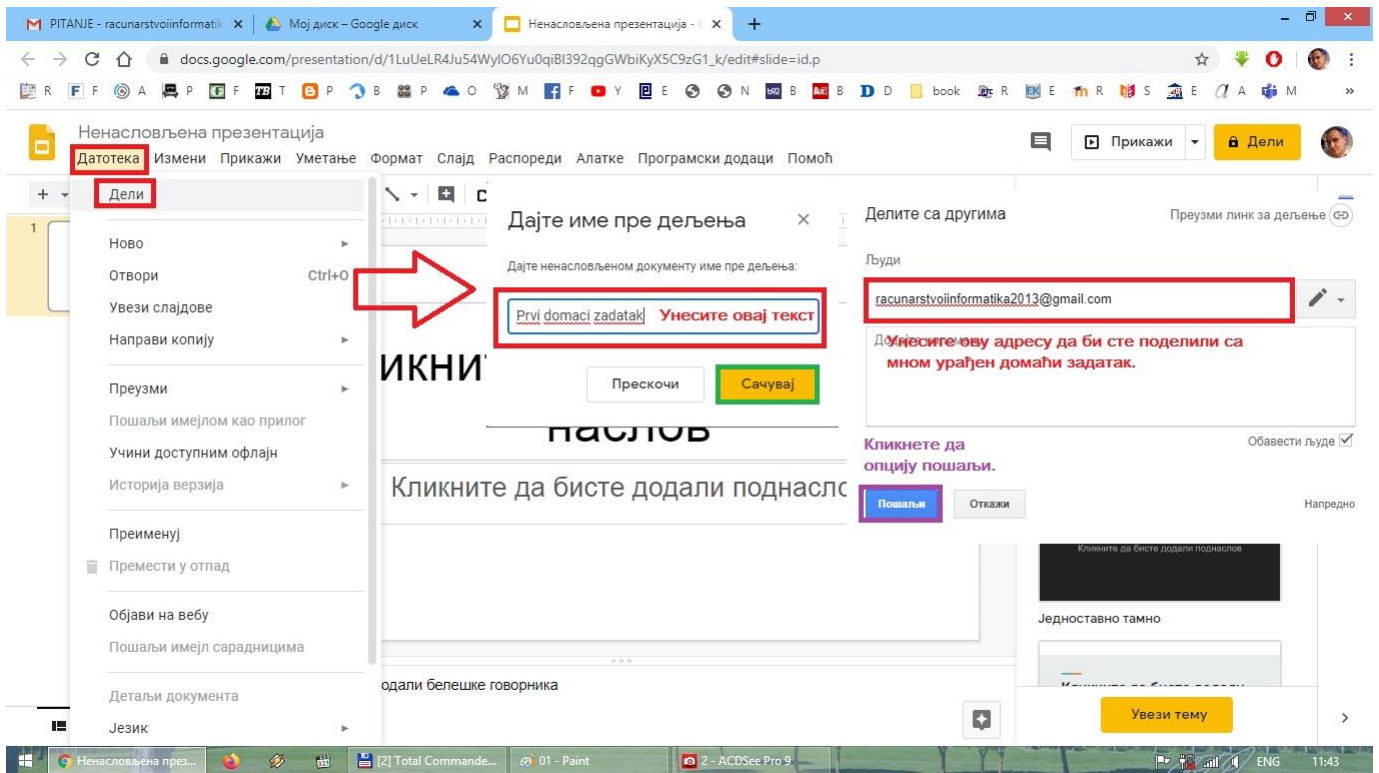 PITANJE - racunarstvoiinformatik
Мој диск – Google диск
Ненасловљена презентација - G
docs.google.com/presentation/d/1LuUeLR4Ju54WylO6Yu0qiBl392qgGWbiKyX5C9zG1_k/edit#slide=id.p
R F A P F T P B P O M F Y E N B B D book R E R S E A M »
Ненасловљена презентација
Датотека Измени Прикажи Уметање Формат Слајд Распореди Алатке Програмски додаци Помоћ
Прикажи
Дели
Дели
Ново
Отвори Ctrl+O
Увези слајдове
Направи копију
Преузми
Пошаљи имејлом као прилог
Учини доступним офлајн
Историја верзија
Преименуј
Премести у отпад
Објави на вебу
Пошаљи имејл сарадницима
Детаљи документа
Језик
1
Дајте име пре дељења
Дајте ненасловљеном документу име пре дељења:
Prvi domaci zadatak Унесите овај текст
Прескочи Сачувај
икни
наслов
Кликните да бисте додали поднасло
одали белешке говорника
Делите са другима
Преузми линк за дељење
Људи
racunarstvoiinformatika2013@gmail.com
Унесите ову адресу да би сте поделили са
мном урађен домаћи задатак.
Кликнете да
опцију пошаљи.
Обавести људе
Пошаљи Откажи Напредно
Кликните да бисте додали поднаслов
Једноставно тамно
Увези тему
Ненасловљена през...
[2] Total Commande...
01 - Paint
2 - ACDSee Pro 9
ENG 11:43